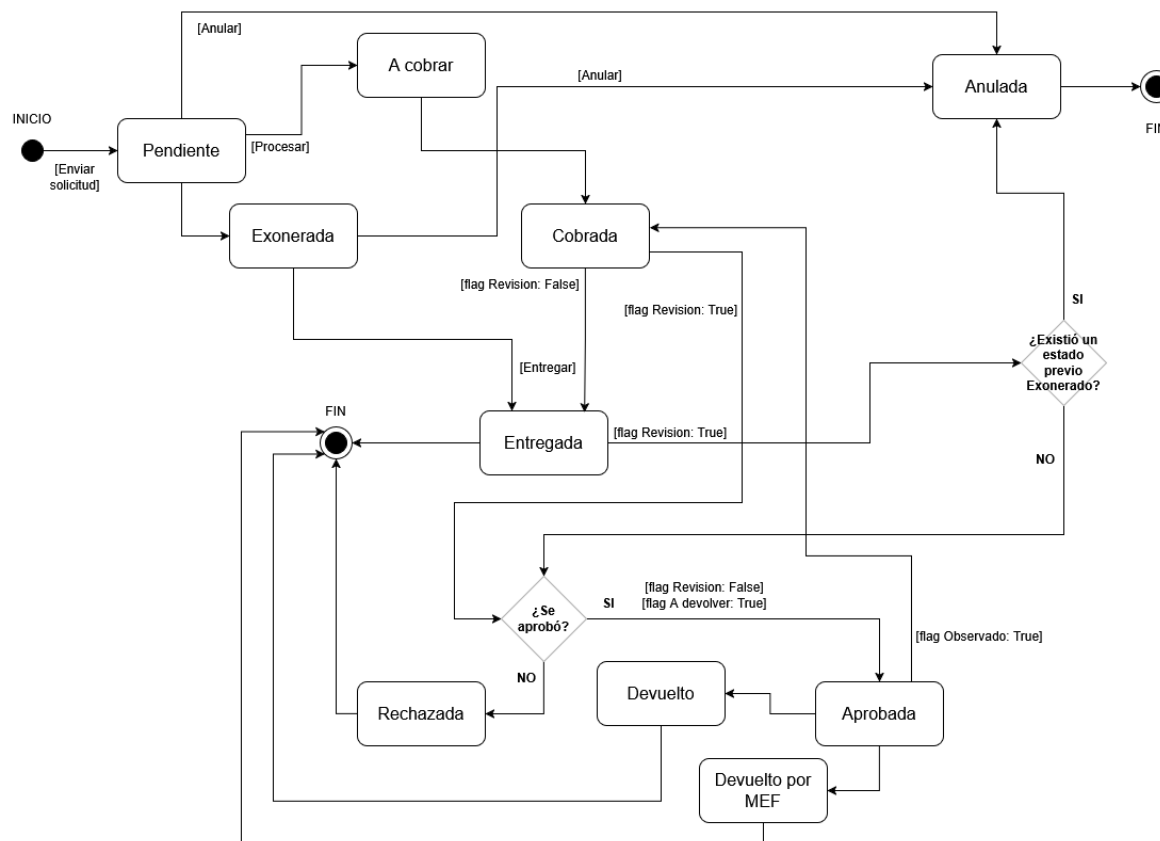 [Anular]
A cobrar
[Anular]
Anulada
INICIO
[Enviar
solicitud]
Pendiente
[Procesar]
FIN
Exonerada
Cobrada
[flag Revision: False]
[flag Revision: True]
SI
¿Existió un
estado
previo
Exonerado?
[Entregar]
FIN
Entregada
[flag Revision: True]
NO
[flag Revision: False]
[flag A devolver: True]
SI
¿Se
aprobó?
[flag Observado: True]
NO
Rechazada
Devuelto
Aprobada
Devuelto por
MEF